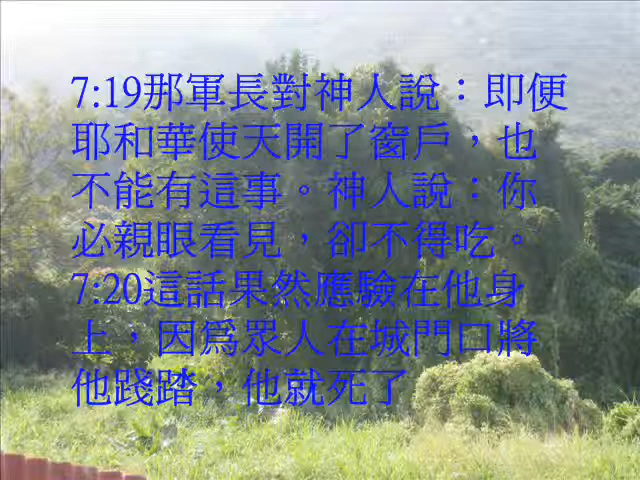 7:19那軍長對神人說：即便
耶和華使天開了窗戶，也
不能有這事。神人說：你
必親眼看見，卻不得吃。
7:20這話果然應驗在他身
上，因爲眾人在城門口將
他踐踏，他就死了